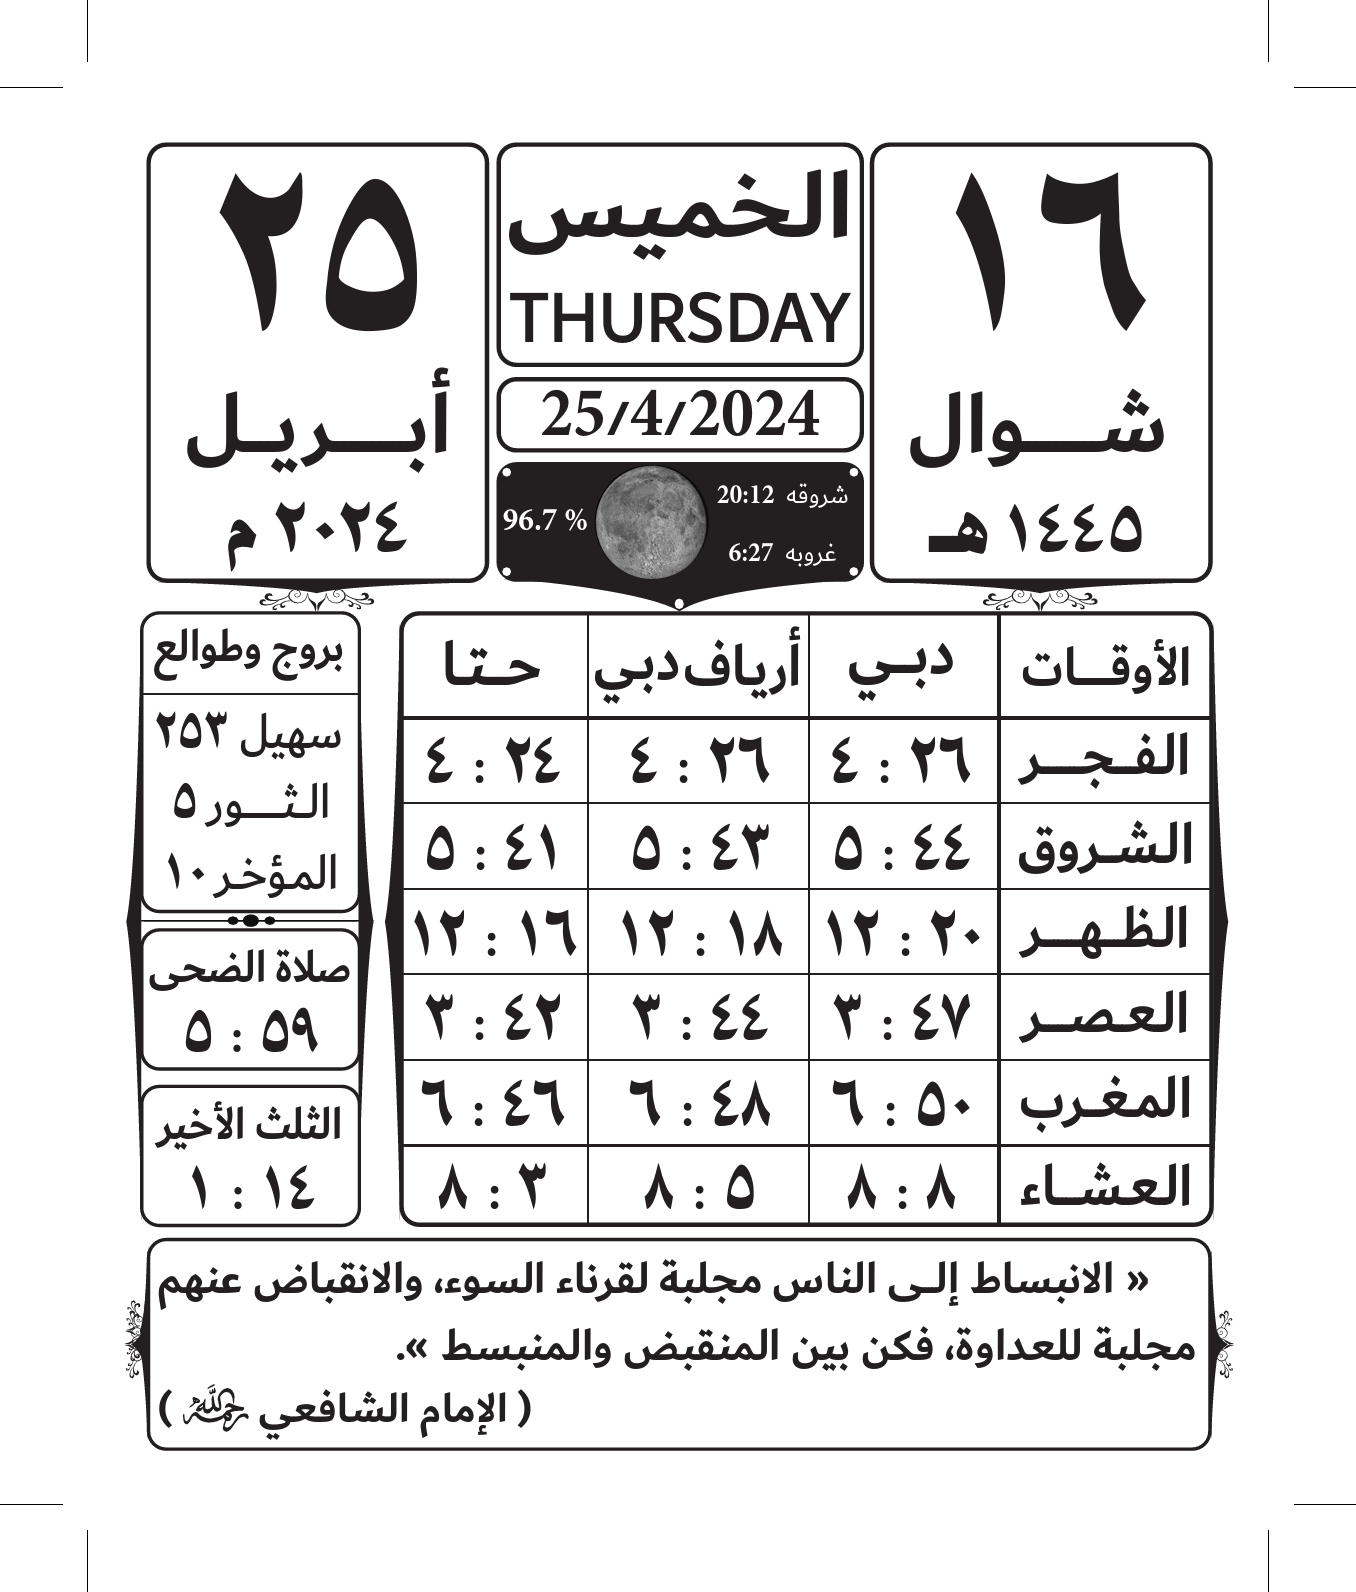 ١٦
شـــوال
١٤٤٥ هـ
الخميس
THURSDAY
25/4/2024
شروقه 20:12
غروبه 6:27
96.7 %
٢٥
أبـــريـل
٢٠٢٤ م
الأوقــات دبـي أرياف دبي حـتـا
الفـجــر ٢٦ : ٤ ٢٦ : ٤ ٢٤ : ٤
الشـروق ٤٤ : ٥ ٤٣ : ٥ ٤١ : ٥
الظـهــر ٢٠ : ١٢ ١٨ : ١٢ ١٦ : ١٢
العـصــر ٤٧ : ٣ ٤٤ : ٣ ٤٢ : ٣
المـغـرب ٥٠ : ٦ ٤٨ : ٦ ٤٦ : ٦
العـشــاء ٨ : ٨ ٥ : ٨ ٣ : ٨
بروج وطوالع
سهيل ٢٥٣
الـثـــور ٥
المـؤخـر ١٠
صلاة الضحى
٥٩ : ٥
الثلث الأخير
١٤ : ١
« الانبساط إلـى الناس مجلبة لقرناء السوء، والانقباض عنهم
مجلبة للعداوة، فكن بين المنقبض والمنبسط ».
( الإمام الشافعي رحمه الله )